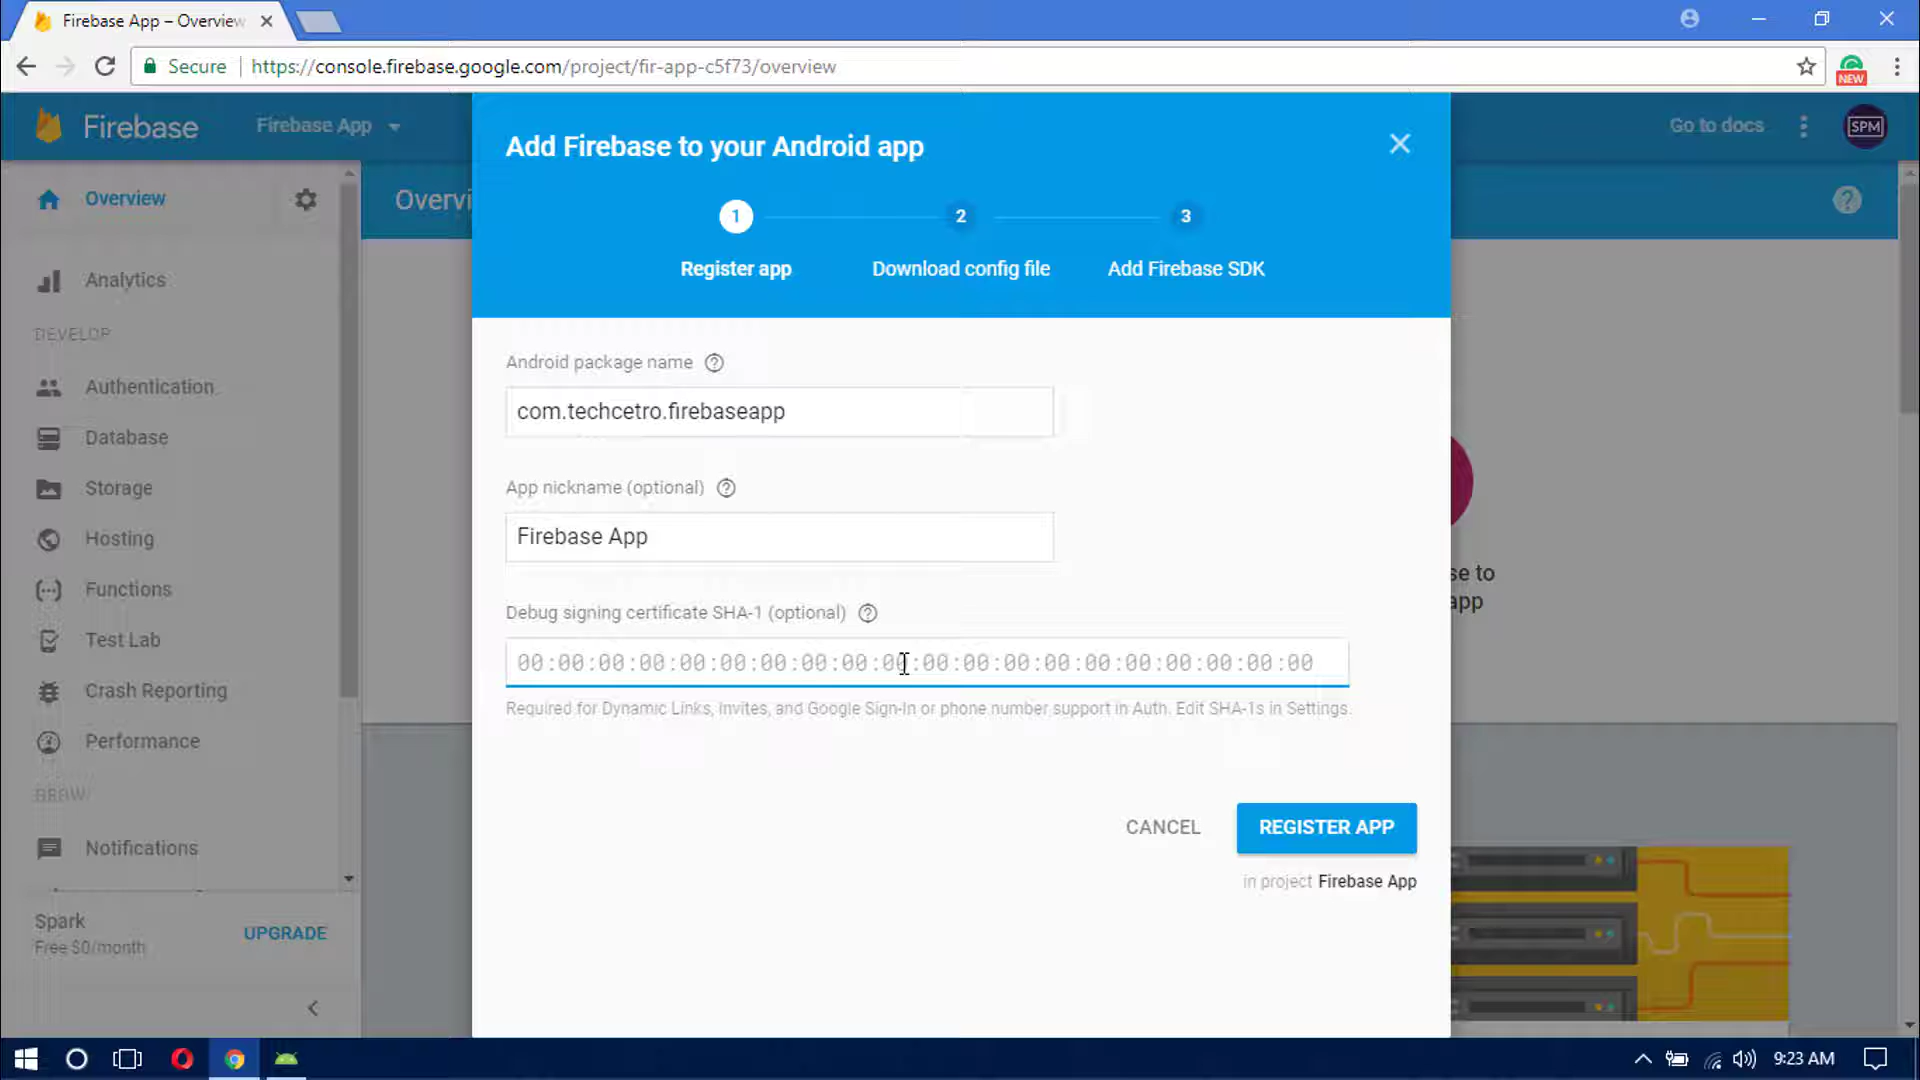 Firebase App – Overview
Secure
https://console.firebase.google.com/project/fir-app-c5f73/overview
NEW
Firebase
Firebase App
Go to docs
SPM
Overview
Analytics
DEVELOP
Authentication
Database
Storage
Hosting
Functions
Test Lab
Crash Reporting
Performance
Notifications
Spark
Free $0/month
UPGRADE
Overvi
Add Firebase to your Android app
1
2
3
Register app
Download config file
Add Firebase SDK
Android package name
com.techcetro.firebaseapp
App nickname (optional)
Firebase App
Debug signing certificate SHA-1 (optional)
00:00:00:00:00:00:00:00:00:00:00:00:00:00:00:00:00:00:00:00
Required for Dynamic Links, Invites, and Google Sign-In or phone number support in Auth. Edit SHA-1s in Settings.
CANCEL
REGISTER APP
in project Firebase App
se to
app
9:23 AM